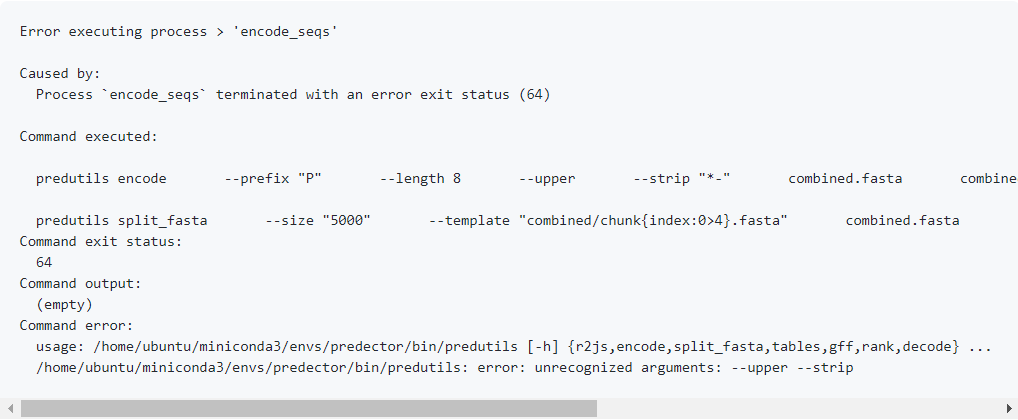 Error executing process > 'encode_seqs'
Caused by:
Process `encode_seqs` terminated with an error exit status (64)
Command executed:
predutils encode --prefix "P" --length 8 --upper --strip "*-" combined.fasta
predutils split_fasta --size "5000" --template "combined/chunk{index:0>4}.fasta" combined.fasta
Command exit status:
64
Command output:
(empty)
Command error:
usage: /home/ubuntu/miniconda3/envs/predector/bin/predutils [-h] {r2js,encode,split_fasta,tables,gff,rank,decode} ...
/home/ubuntu/miniconda3/envs/predector/bin/predutils: error: unrecognized arguments: --upper --strip